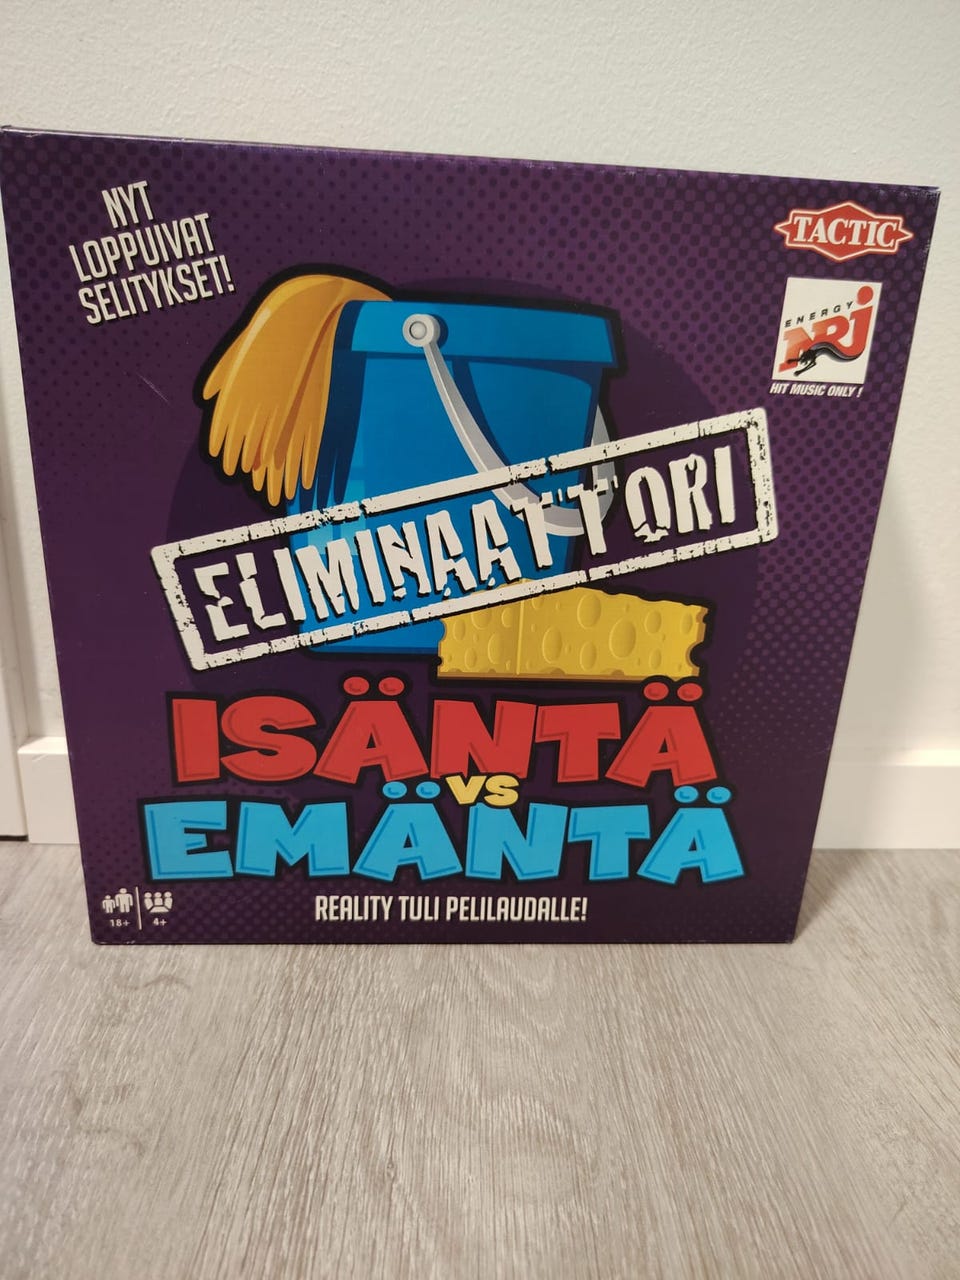 NYT
LOPPUIVAT
SELITYKSET!
TACTIC
ENERGY
NRJ
HIT MUSIC ONLY!
ELIMINAATTORI
ISÄNTÄ
VS
EMÄNTÄ
18+
4+
REALITY TULI PELILAUDALLE!